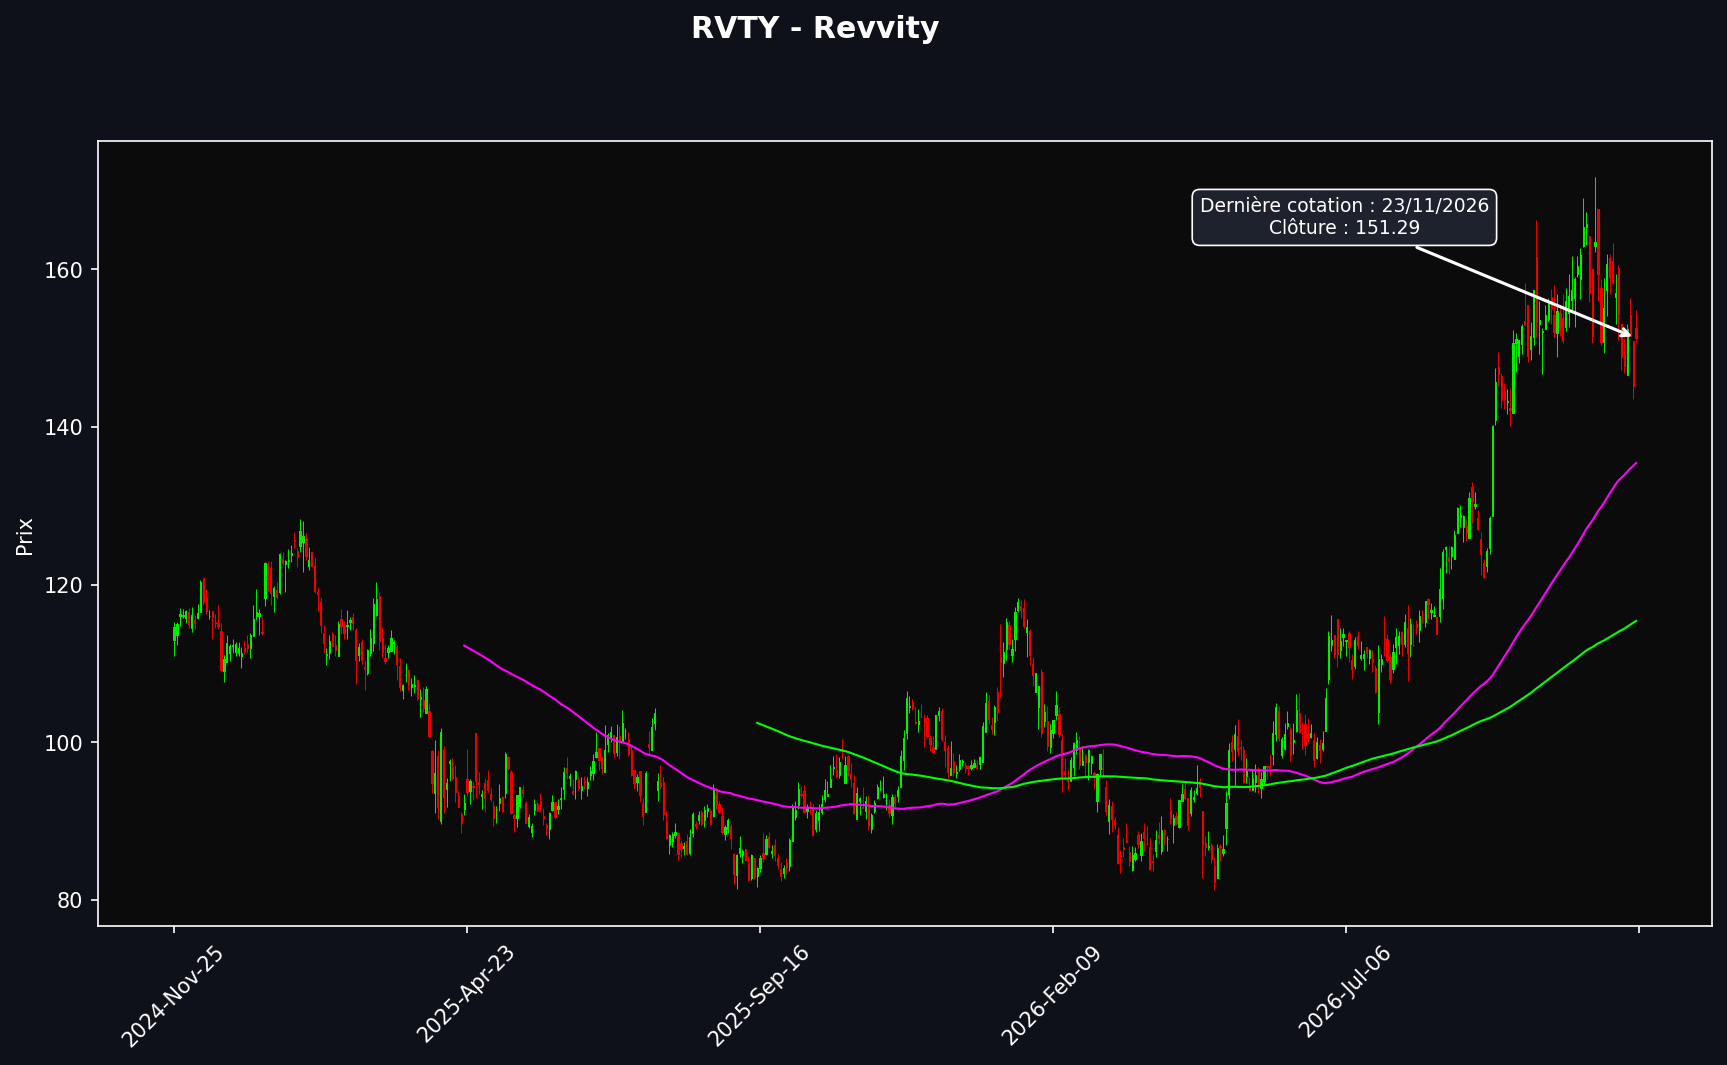 RVTY - Revvity
Dernière cotation : 23/11/2026
Clôture : 151.29
Prix
160
140
120
100
80
2024-Nov-25
2025-Apr-23
2025-Sep-16
2026-Feb-09
2026-Jul-06